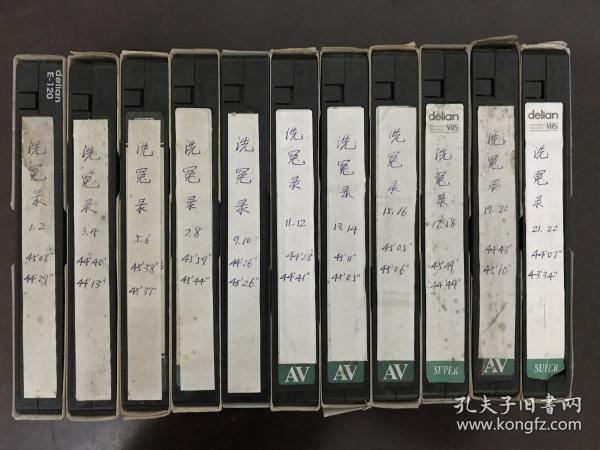 delian
E-120
洗冤录
1.2
45'08"
44'29"
洗冤录
3.4
44'40"
44'13"
洗冤录
5.6
45'38"
45'37"
洗冤录
7.8
45'59"
45'44"
洗冤录
9.10
44'26"
45'26"
洗冤录
11-12
44'28"
44'41"
AV
洗冤录
13.14
45'11"
45'03"
AV
洗冤录
15.16
45'05"
45'06"
AV
delian
VHS
洗冤录
17.18
45'49"
44'49"
SUPER
洗冤录
19.20
44'43"
45'10"
AV
delian
VHS
洗冤录
21.22
44'07"
43'34"
SUPER
孔夫子旧书网
www.kongfz.com